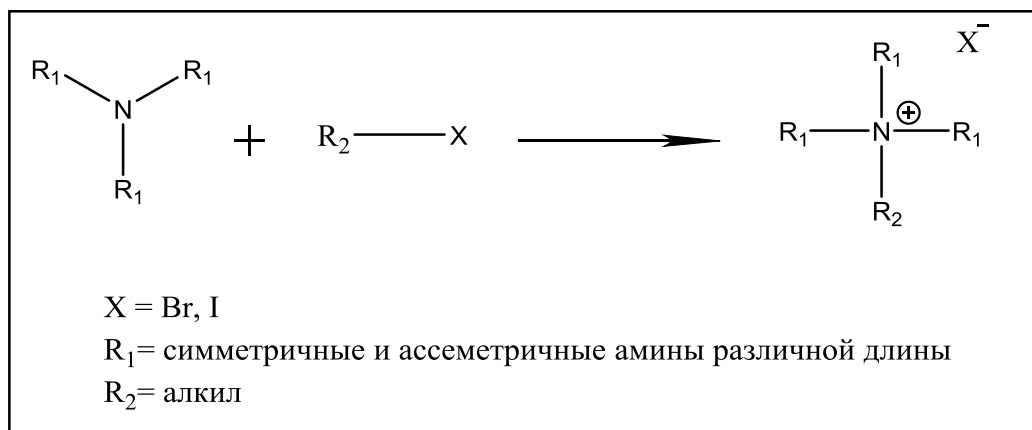 R₁ R₁ N R₁ + R₂ X R₁ R₁ N⊕ R₁ R₂ X⁻
X = Br, I
R₁= симметричные и ассеметричные амины различной длины
R₂= алкил